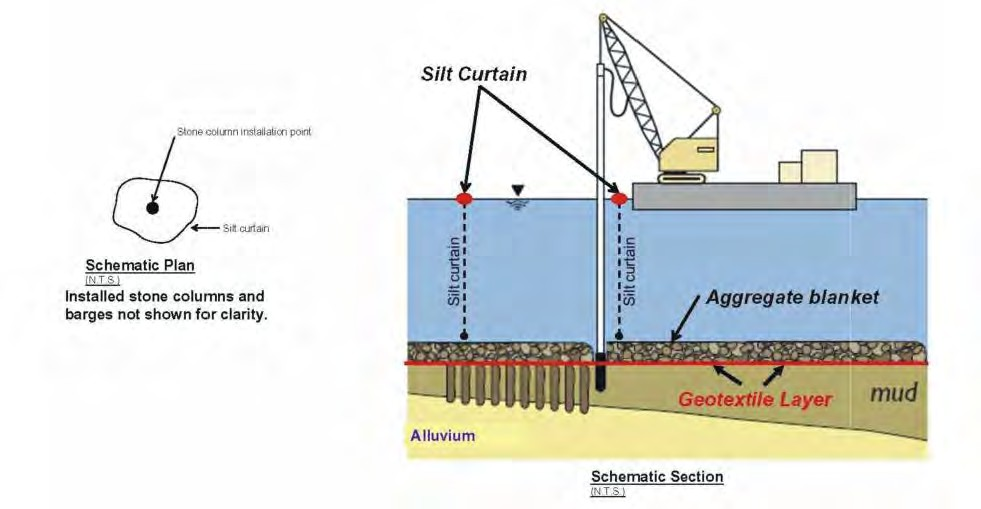 Stone column installation point
Silt curtain
Schematic Plan
(N.T.S.)
Installed stone columns and
barges not shown for clarity.
Silt Curtain
Silt curtain
Silt curtain
Aggregate blanket
Geotextile Layer
mud
Alluvium
Schematic Section
(N.T.S.)